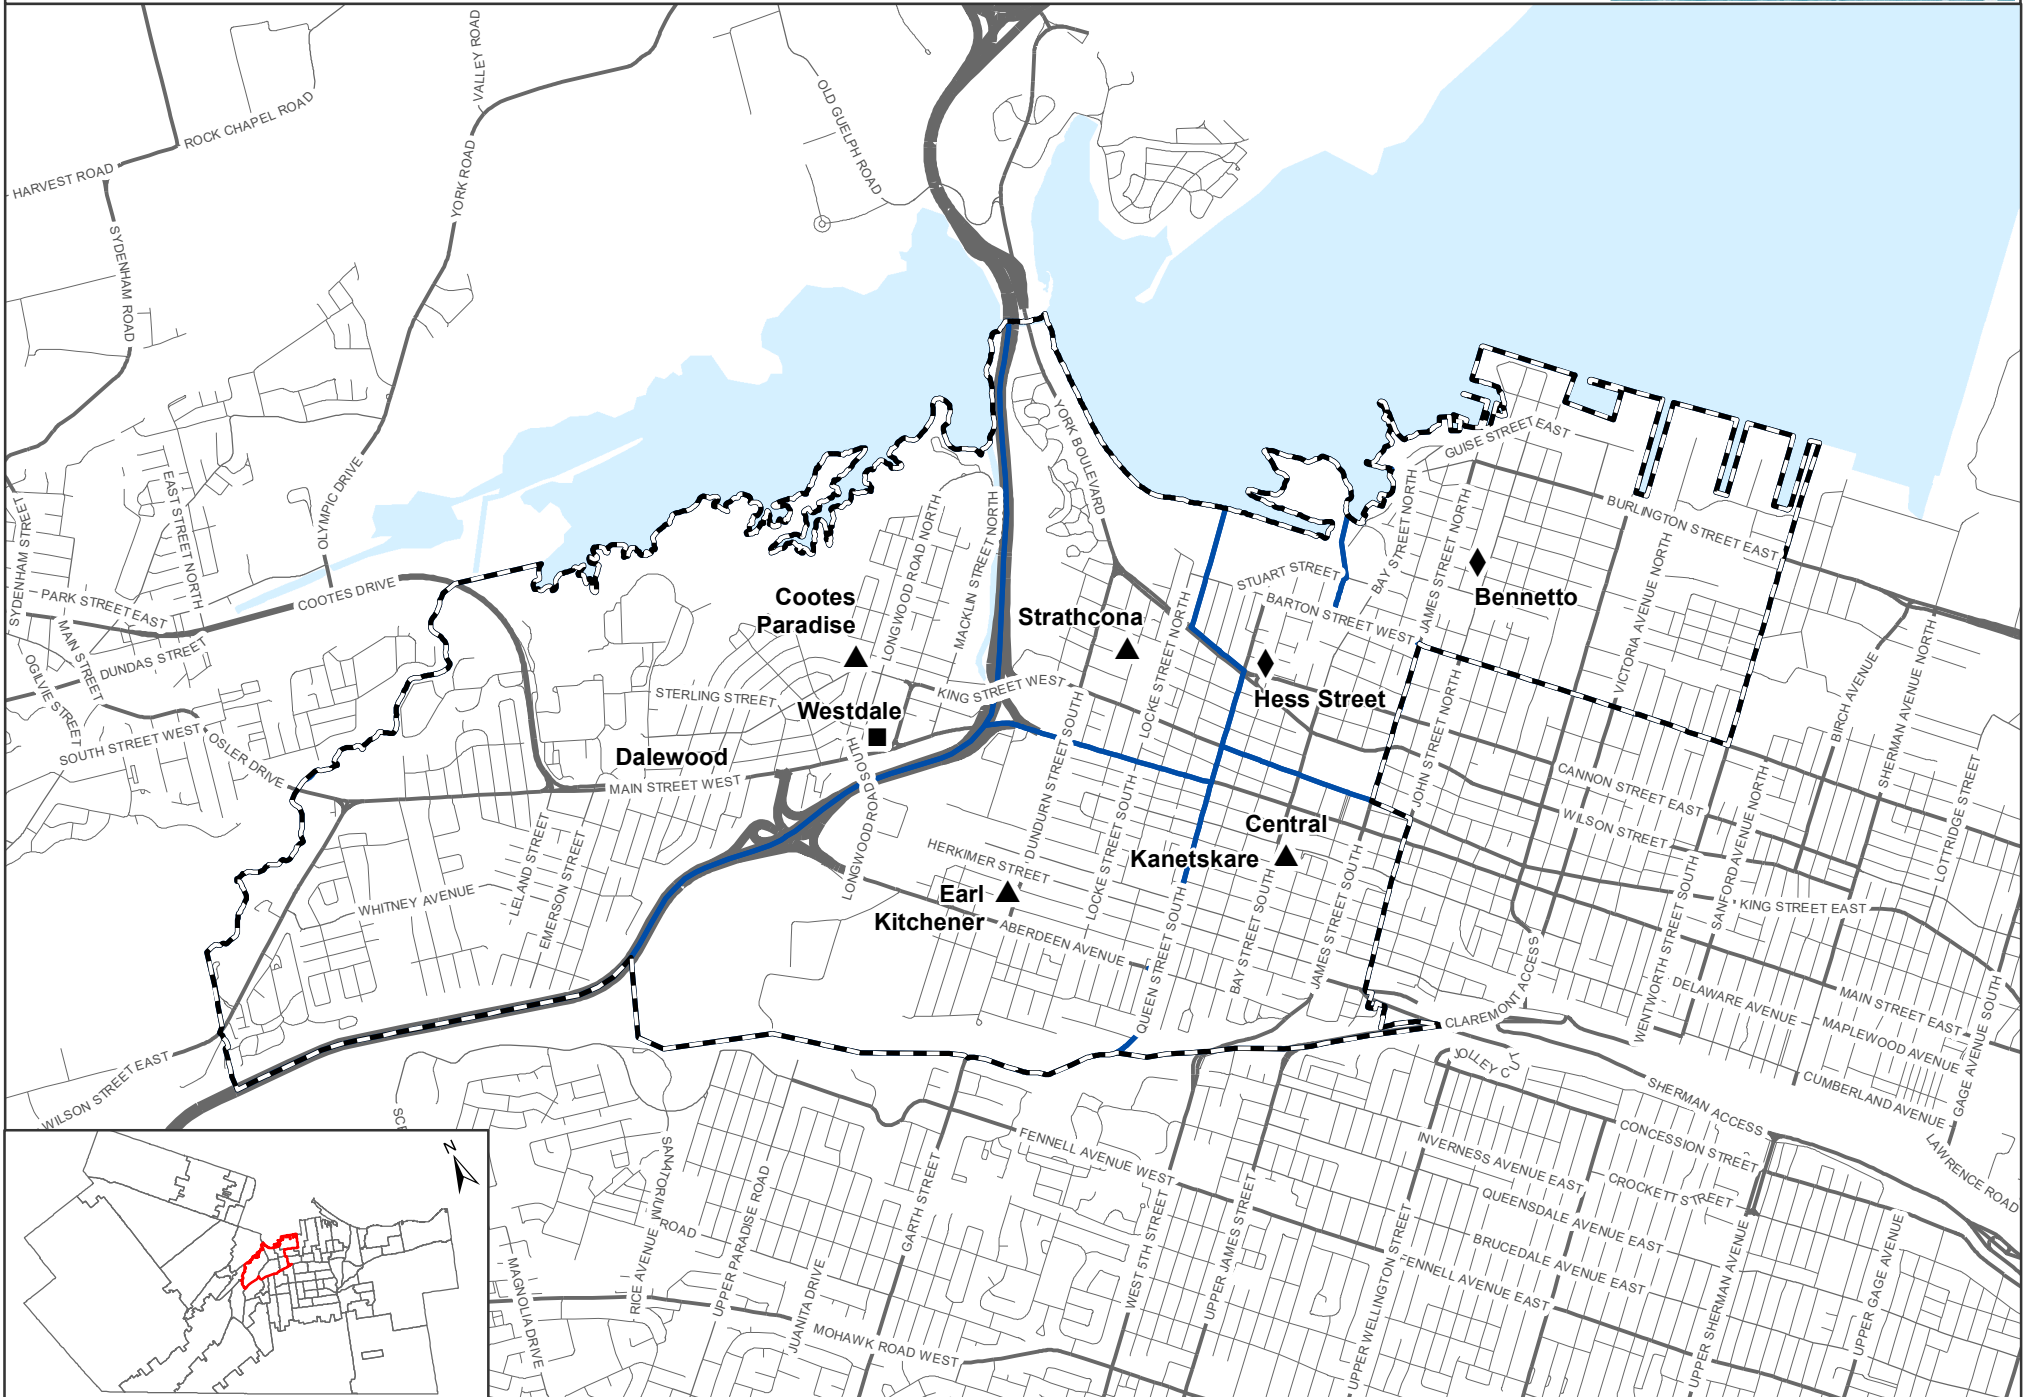 VALLEY ROAD
ROCK CHAPEL ROAD
OLD GUELPH ROAD
HARVEST ROAD
YORK ROAD
SYDENHAM ROAD
YORK BOULEVARD
GUISE STREET EAST
EAST STREET NORTH
OLYMPIC DRIVE
SYDENHAM STREET
LONGWOOD ROAD NORTH
MACKLIN STREET NORTH
BAY STREET NORTH
JAMES STREET NORTH
BURLINGTON STREET EAST
VICTORIA AVENUE NORTH
COOTES DRIVE
PARK STREET EAST
MAIN STREET
DUNDAS STREET
OGILVIE STREET
SOUTH STREET WEST
OSLER DRIVE
Cootes
Paradise
Strathcona
STUART STREET
BARTON STREET WEST
Bennetto
LOCKE STREET NORTH
STERLING STREET
KING STREET WEST
Westdale
Dalewood
Hess Street
MAIN STREET WEST
LONGWOOD ROAD SOUTH
DUNDURN STREET SOUTH
LOCKE STREET SOUTH
JOHN STREET NORTH
BIRCH AVENUE
SHERMAN AVENUE NORTH
CANNON STREET EAST
WILSON STREET
SANFORD AVENUE NORTH
LOTTRIDGE STREET
Central
Kanetskare
HERKIMER STREET
Earl
Kitchener
ABERDEEN AVENUE
LELAND STREET
EMERSON STREET
WHITNEY AVENUE
QUEEN STREET SOUTH
BAY STREET SOUTH
JAMES STREET SOUTH
KING STREET EAST
WENTWORTH STREET SOUTH
DELAWARE AVENUE
MAIN STREET EAST
MAPLEWOOD AVENUE
CUMBERLAND AVENUE
GAGE AVENUE SOUTH
CLAREMONT ACCESS
SHERMAN ACCESS
WILSON STREET EAST
CONCESSION STREET
LAWRENCE ROAD
FENNELL AVENUE WEST
INVERNESS AVENUE EAST
CROCKETT STREET
QUEENSDALE AVENUE EAST
BRUCEDALE AVENUE EAST
FENNELL AVENUE EAST
SANATORIUM ROAD
RICE AVENUE
UPPER PARADISE ROAD
GARTH STREET
WEST 5TH STREET
UPPER JAMES STREET
UPPER WELLINGTON STREET
UPPER SHERMAN AVENUE
UPPER GAGE AVENUE
MAGNOLIA DRIVE
JUANITA DRIVE
MOHAWK ROAD WEST
N